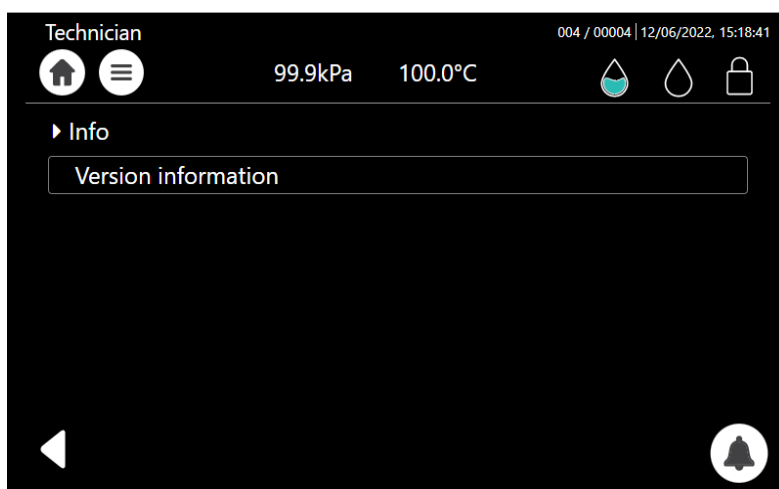 Technician
004 / 00004 | 12/06/2022, 15:18:41
99.9kPa 100.0°C
Info
Version information